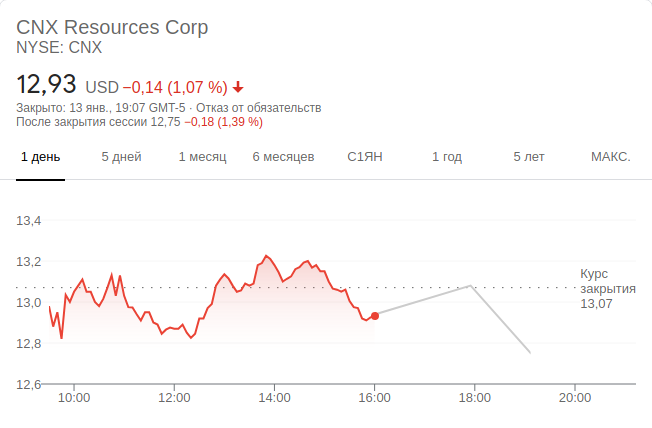 CNX Resources Corp
NYSE: CNX
12,93 USD −0,14 (1,07 %)
Закрыто: 13 янв., 19:07 GMT-5 · Отказ от обязательств
После закрытия сессии 12,75 −0,18 (1,39 %)
1 день 5 дней 1 месяц 6 месяцев С1ЯН 1 год 5 лет МАКС.
13,4
13,2
13,0
12,8
12,6
Курс
закрытия
13,07
10:00 12:00 14:00 16:00 18:00 20:00